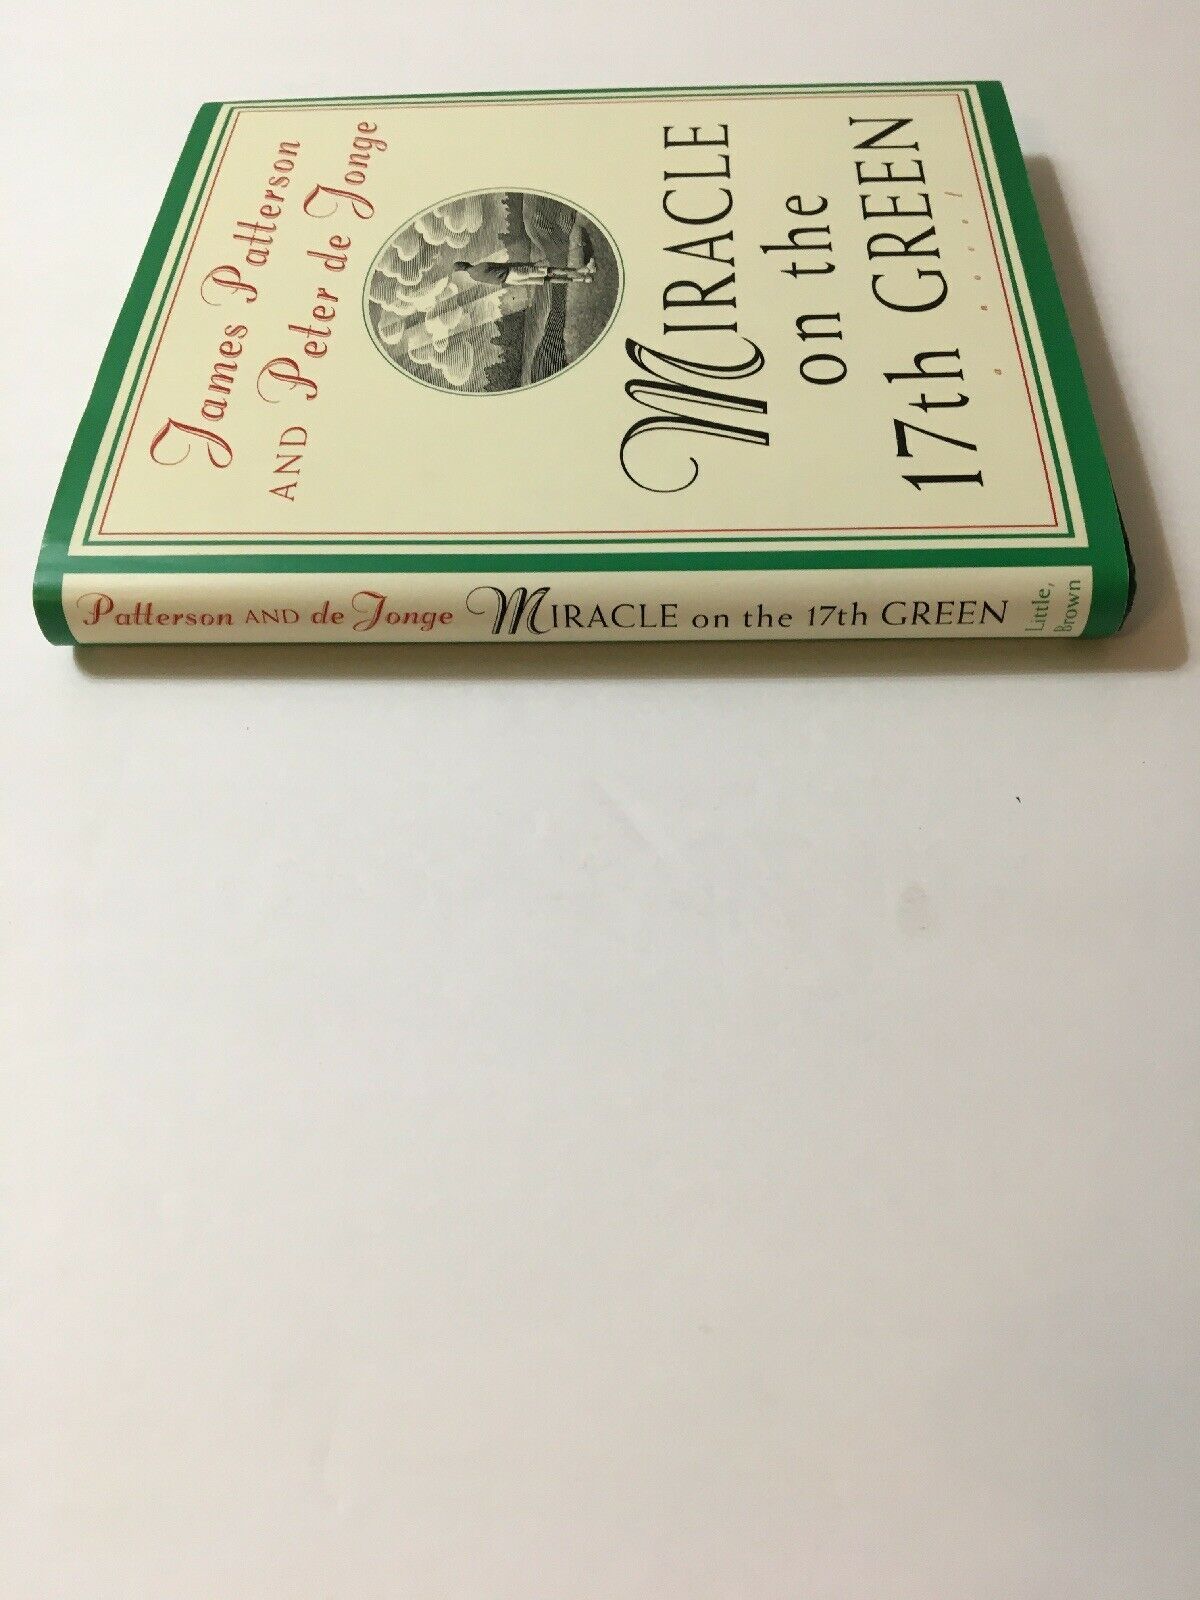 James Patterson
AND Peter de Jonge
MIRACLE
on the
17th GREEN
a novel
Patterson AND de Jonge MIRACLE on the 17th GREEN
Little,
Brown